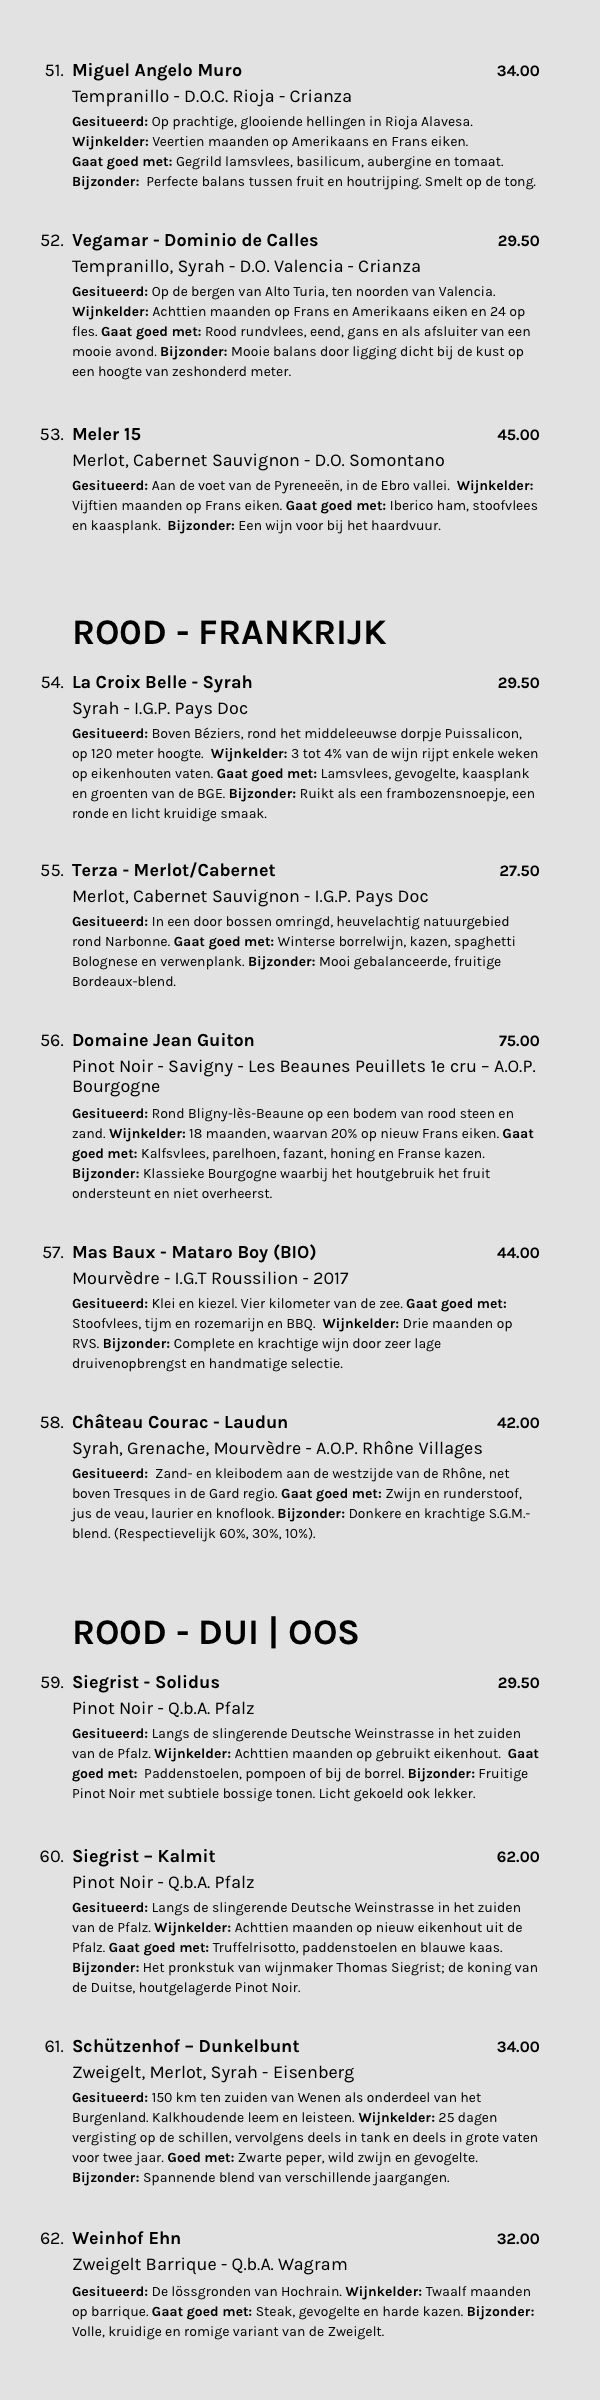 51. Miguel Angelo Muro 34.00
Tempranillo - D.O.C. Rioja - Crianza
Gesitueerd: Op prachtige, glooiende hellingen in Rioja Alavesa.
Wijnkelder: Veertien maanden op Amerikaans en Frans eiken.
Gaat goed met: Gegrild lamsvlees, basilicum, aubergine en tomaat.
Bijzonder: Perfecte balans tussen fruit en houtrijping. Smelt op de tong.
52. Vegamar - Dominio de Calles 29.50
Tempranillo, Syrah - D.O. Valencia - Crianza
Gesitueerd: Op de bergen van Alto Turia, ten noorden van Valencia.
Wijnkelder: Achttien maanden op Frans en Amerikaans eiken en 24 op
fles. Gaat goed met: Rood rundvlees, eend, gans en als afsluiter van een
mooie avond. Bijzonder: Mooie balans door ligging dicht bij de kust op
een hoogte van zeshonderd meter.
53. Meler 15 45.00
Merlot, Cabernet Sauvignon - D.O. Somontano
Gesitueerd: Aan de voet van de Pyreneeën, in de Ebro vallei. Wijnkelder:
Vijftien maanden op Frans eiken. Gaat goed met: Iberico ham, stoofvlees
en kaasplank. Bijzonder: Een wijn voor bij het haardvuur.
ROOD - FRANKRIJK
54. La Croix Belle - Syrah 29.50
Syrah - I.G.P. Pays Doc
Gesitueerd: Boven Béziers, rond het middeleeuwse dorpje Puissalicon,
op 120 meter hoogte. Wijnkelder: 3 tot 4% van de wijn rijpt enkele weken
op eikenhouten vaten. Gaat goed met: Lamsvlees, gevogelte, kaasplank
en groenten van de BGE. Bijzonder: Ruikt als een frambozensnoepje, een
ronde en licht kruidige smaak.
55. Terza - Merlot/Cabernet 27.50
Merlot, Cabernet Sauvignon - I.G.P. Pays Doc
Gesitueerd: In een door bossen omringd, heuvelachtig natuurgebied
rond Narbonne. Gaat goed met: Winterse borrelwijn, kazen, spaghetti
Bolognese en verwenplank. Bijzonder: Mooi gebalanceerde, fruitige
Bordeaux-blend.
56. Domaine Jean Guiton 75.00
Pinot Noir - Savigny - Les Beaunes Peuillets 1e cru – A.O.P.
Bourgogne
Gesitueerd: Rond Bligny-lès-Beaune op een bodem van rood steen en
zand. Wijnkelder: 18 maanden, waarvan 20% op nieuw Frans eiken. Gaat
goed met: Kalfsvlees, parelhoen, fazant, honing en Franse kazen.
Bijzonder: Klassieke Bourgogne waarbij het houtgebruik het fruit
ondersteunt en niet overheerst.
57. Mas Baux - Mataro Boy (BIO) 44.00
Mourvèdre - I.G.T Roussilion - 2017
Gesitueerd: Klei en kiezel. Vier kilometer van de zee. Gaat goed met:
Stoofvlees, tijm en rozemarijn en BBQ. Wijnkelder: Drie maanden op
RVS. Bijzonder: Complete en krachtige wijn door zeer lage
druivenopbrengst en handmatige selectie.
58. Château Courac - Laudun 42.00
Syrah, Grenache, Mourvèdre - A.O.P. Rhône Villages
Gesitueerd: Zand- en kleibodem aan de westzijde van de Rhône, net
boven Tresques in de Gard regio. Gaat goed met: Zwijn en runderstoof,
jus de veau, laurier en knoflook. Bijzonder: Donkere en krachtige S.G.M.-
blend. (Respectievelijk 60%, 30%, 10%).
ROOD - DUI | OOS
59. Siegrist - Solidus 29.50
Pinot Noir - Q.b.A. Pfalz
Gesitueerd: Langs de slingerende Deutsche Weinstrasse in het zuiden
van de Pfalz. Wijnkelder: Achttien maanden op gebruikt eikenhout. Gaat
goed met: Paddenstoelen, pompoen of bij de borrel. Bijzonder: Fruitige
Pinot Noir met subtiele bossige tonen. Licht gekoeld ook lekker.
60. Siegrist – Kalmit 62.00
Pinot Noir - Q.b.A. Pfalz
Gesitueerd: Langs de slingerende Deutsche Weinstrasse in het zuiden
van de Pfalz. Wijnkelder: Achttien maanden op nieuw eikenhout uit de
Pfalz. Gaat goed met: Truffelrisotto, paddenstoelen en blauwe kaas.
Bijzonder: Het pronkstuk van wijnmaker Thomas Siegrist; de koning van
de Duitse, houtgelagerde Pinot Noir.
61. Schützenhof – Dunkelbunt 34.00
Zweigelt, Merlot, Syrah - Eisenberg
Gesitueerd: 150 km ten zuiden van Wenen als onderdeel van het
Burgenland. Kalkhoudende leem en leisteen. Wijnkelder: 25 dagen
vergisting op de schillen, vervolgens deels in tank en deels in grote vaten
voor twee jaar. Goed met: Zwarte peper, wild zwijn en gevogelte.
Bijzonder: Spannende blend van verschillende jaargangen.
62. Weinhof Ehn 32.00
Zweigelt Barrique - Q.b.A. Wagram
Gesitueerd: De lössgronden van Hochrain. Wijnkelder: Twaalf maanden
op barrique. Gaat goed met: Steak, gevogelte en harde kazen. Bijzonder:
Volle, kruidige en romige variant van de Zweigelt.